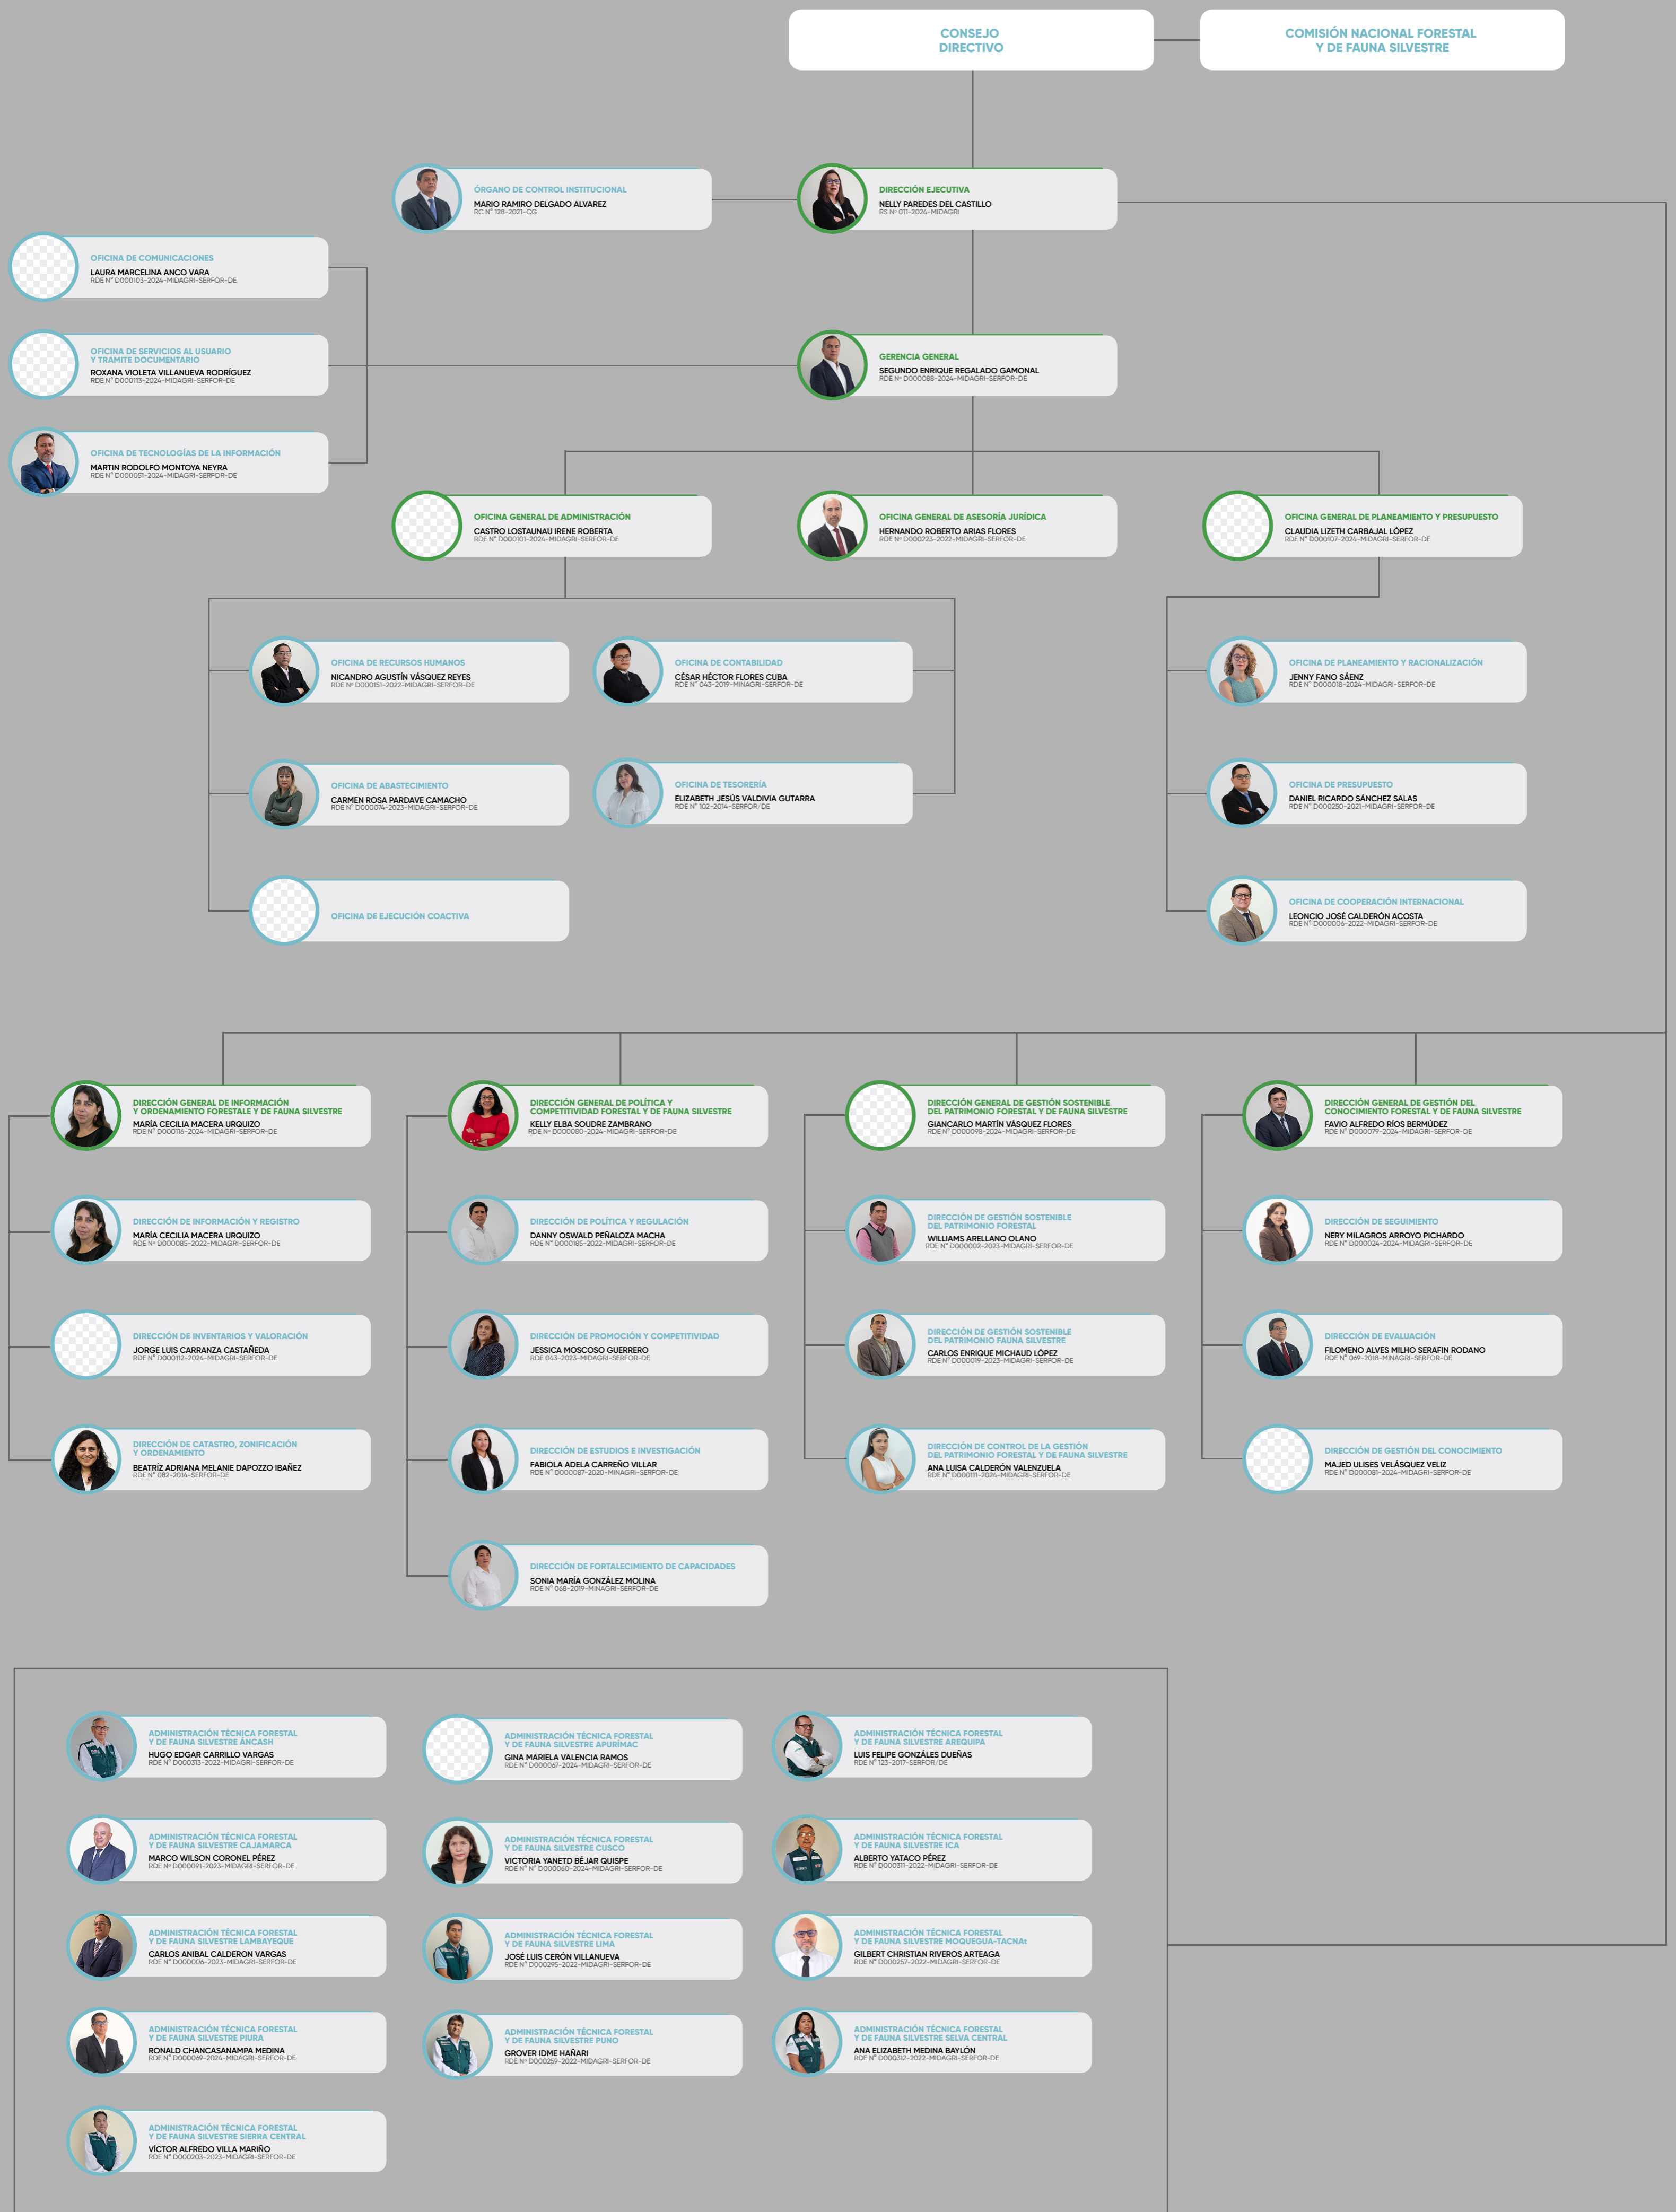 CONSEJO
DIRECTIVO
COMISIÓN NACIONAL FORESTAL
Y DE FAUNA SILVESTRE
ÓRGANO DE CONTROL INSTITUCIONAL
MARIO RAMIRO DELGADO ALVAREZ
RC N° 128-2021-CG
DIRECCIÓN EJECUTIVA
NELLY PAREDES DEL CASTILLO
RS Nº 011-2024-MIDAGRI
OFICINA DE COMUNICACIONES
LAURA MARCELINA ANCO VARA
RDE N° D000103-2024-MIDAGRI-SERFOR-DE
OFICINA DE SERVICIOS AL USUARIO
Y TRAMITE DOCUMENTARIO
ROXANA VIOLETA VILLANUEVA RODRÍGUEZ
RDE N° D000113-2024-MIDAGRI-SERFOR-DE
GERENCIA GENERAL
SEGUNDO ENRIQUE REGALADO GAMONAL
RDE Nº D000088-2024-MIDAGRI-SERFOR-DE
OFICINA DE TECNOLOGÍAS DE LA INFORMACIÓN
MARTIN RODOLFO MONTOYA NEYRA
RDE N° D000051-2024-MIDAGRI-SERFOR-DE
OFICINA GENERAL DE ADMINISTRACIÓN
CASTRO LOSTAUNAU IRENE ROBERTA
RDE N° D000101-2024-MIDAGRI-SERFOR-DE
OFICINA GENERAL DE ASESORÍA JURÍDICA
HERNANDO ROBERTO ARIAS FLORES
RDE Nº D000223-2022-MIDAGRI-SERFOR-DE
OFICINA GENERAL DE PLANEAMIENTO Y PRESUPUESTO
CLAUDIA LIZETH CARBAJAL LÓPEZ
RDE N° D000107-2024-MIDAGRI-SERFOR-DE
OFICINA DE RECURSOS HUMANOS
NICANDRO AGUSTÍN VÁSQUEZ REYES
RDE Nº D000151-2022-MIDAGRI-SERFOR-DE
OFICINA DE CONTABILIDAD
CÉSAR HÉCTOR FLORES CUBA
RDE N° 043-2019-MINAGRI-SERFOR-DE
OFICINA DE PLANEAMIENTO Y RACIONALIZACIÓN
JENNY FANO SÁENZ
RDE N° D000018-2024-MIDAGRI-SERFOR-DE
OFICINA DE ABASTECIMIENTO
CARMEN ROSA PARDAVE CAMACHO
RDE N° D000074-2023-MIDAGRI-SERFOR-DE
OFICINA DE TESORERÍA
ELIZABETH JESÚS VALDIVIA GUTARRA
RDE N° 102-2014-SERFOR/DE
OFICINA DE PRESUPUESTO
DANIEL RICARDO SÁNCHEZ SALAS
RDE N° D000250-2021-MIDAGRI-SERFOR-DE
OFICINA DE EJECUCIÓN COACTIVA
OFICINA DE COOPERACIÓN INTERNACIONAL
LEONCIO JOSÉ CALDERÓN ACOSTA
RDE N° D000006-2022-MIDAGRI-SERFOR-DE
DIRECCIÓN GENERAL DE INFORMACIÓN
Y ORDENAMIENTO FORESTALE Y DE FAUNA SILVESTRE
MARÍA CECILIA MACERA URQUIZO
RDE N° D000116-2024-MIDAGRI-SERFOR-DE
DIRECCIÓN GENERAL DE POLÍTICA Y
COMPETITIVIDAD FORESTAL Y DE FAUNA SILVESTRE
KELLY ELBA SOUDRE ZAMBRANO
RDE Nº D000080-2024-MIDAGRI-SERFOR-DE
DIRECCIÓN GENERAL DE GESTIÓN SOSTENIBLE
DEL PATRIMONIO FORESTAL Y DE FAUNA SILVESTRE
GIANCARLO MARTÍN VÁSQUEZ FLORES
RDE N° D000098-2024-MIDAGRI-SERFOR-DE
DIRECCIÓN GENERAL DE GESTIÓN DEL
CONOCIMIENTO FORESTAL Y DE FAUNA SILVESTRE
FAVIO ALFREDO RÍOS BERMÚDEZ
RDE N° D000079-2024-MIDAGRI-SERFOR-DE
DIRECCIÓN DE INFORMACIÓN Y REGISTRO
MARÍA CECILIA MACERA URQUIZO
RDE Nº D000085-2022-MIDAGRI-SERFOR-DE
DIRECCIÓN DE POLÍTICA Y REGULACIÓN
DANNY OSWALD PEÑALOZA MACHA
RDE N° D000185-2022-MIDAGRI-SERFOR-DE
DIRECCIÓN DE GESTIÓN SOSTENIBLE
DEL PATRIMONIO FORESTAL
WILLIAMS ARELLANO OLANO
RDE N° D000002-2023-MIDAGRI-SERFOR-DE
DIRECCIÓN DE SEGUIMIENTO
NERY MILAGROS ARROYO PICHARDO
RDE N° D000024-2024-MIDAGRI-SERFOR-DE
DIRECCIÓN DE INVENTARIOS Y VALORACIÓN
JORGE LUIS CARRANZA CASTAÑEDA
RDE N° D000112-2024-MIDAGRI-SERFOR-DE
DIRECCIÓN DE PROMOCIÓN Y COMPETITIVIDAD
JESSICA MOSCOSO GUERRERO
RDE 043-2023-MIDAGRI-SERFOR-DE
DIRECCIÓN DE GESTIÓN SOSTENIBLE
DEL PATRIMONIO FAUNA SILVESTRE
CARLOS ENRIQUE MICHAUD LÓPEZ
RDE N° D000019-2023-MIDAGRI-SERFOR-DE
DIRECCIÓN DE EVALUACIÓN
FILOMENO ALVES MILHO SERAFIN RODANO
RDE N° 069-2018-MINAGRI-SERFOR-DE
DIRECCIÓN DE CATASTRO, ZONIFICACIÓN
Y ORDENAMIENTO
BEATRÍZ ADRIANA MELANIE DAPOZZO IBAÑEZ
RDE N° 082-2014-SERFOR-DE
DIRECCIÓN DE ESTUDIOS E INVESTIGACIÓN
FABIOLA ADELA CARREÑO VILLAR
RDE N° D000087-2020-MINAGRI-SERFOR-DE
DIRECCIÓN DE CONTROL DE LA GESTIÓN
DEL PATRIMONIO FORESTAL Y DE FAUNA SILVESTRE
ANA LUISA CALDERÓN VALENZUELA
RDE N° D000111-2024-MIDAGRI-SERFOR-DE
DIRECCIÓN DE GESTIÓN DEL CONOCIMIENTO
MAJED ULISES VELÁSQUEZ VELIZ
RDE N° D000081-2024-MIDAGRI-SERFOR-DE
DIRECCIÓN DE FORTALECIMIENTO DE CAPACIDADES
SONIA MARÍA GONZÁLEZ MOLINA
RDE N° 068-2019-MINAGRI-SERFOR-DE
ADMINISTRACIÓN TÉCNICA FORESTAL
Y DE FAUNA SILVESTRE ÁNCASH
HUGO EDGAR CARRILLO VARGAS
RDE N° D000313-2022-MIDAGRI-SERFOR-DE
ADMINISTRACIÓN TÉCNICA FORESTAL
Y DE FAUNA SILVESTRE APURÍMAC
GINA MARIELA VALENCIA RAMOS
RDE N° D000067-2024-MIDAGRI-SERFOR-DE
ADMINISTRACIÓN TÉCNICA FORESTAL
Y DE FAUNA SILVESTRE AREQUIPA
LUIS FELIPE GONZÁLES DUEÑAS
RDE N° 123-2017-SERFOR/DE
ADMINISTRACIÓN TÉCNICA FORESTAL
Y DE FAUNA SILVESTRE CAJAMARCA
MARCO WILSON CORONEL PÉREZ
RDE Nº D000091-2023-MIDAGRI-SERFOR-DE
ADMINISTRACIÓN TÉCNICA FORESTAL
Y DE FAUNA SILVESTRE CUSCO
VICTORIA YANETD BÉJAR QUISPE
RDE N° N° D000060-2024-MIDAGRI-SERFOR-DE
ADMINISTRACIÓN TÉCNICA FORESTAL
Y DE FAUNA SILVESTRE ICA
ALBERTO YATACO PÉREZ
RDE N° D000311-2022-MIDAGRI-SERFOR-DE
ADMINISTRACIÓN TÉCNICA FORESTAL
Y DE FAUNA SILVESTRE LAMBAYEQUE
CARLOS ANIBAL CALDERON VARGAS
RDE N° D000006-2023-MIDAGRI-SERFOR-DE
ADMINISTRACIÓN TÉCNICA FORESTAL
Y DE FAUNA SILVESTRE LIMA
JOSÉ LUIS CERÓN VILLANUEVA
RDE N° D000295-2022-MIDAGRI-SERFOR-DE
ADMINISTRACIÓN TÉCNICA FORESTAL
Y DE FAUNA SILVESTRE MOQUEGUA-TACNAt
GILBERT CHRISTIAN RIVEROS ARTEAGA
RDE N° D000257-2022-MIDAGRI-SERFOR-DE
ADMINISTRACIÓN TÉCNICA FORESTAL
Y DE FAUNA SILVESTRE PIURA
RONALD CHANCASANAMPA MEDINA
RDE N° D000069-2024-MIDAGRI-SERFOR-DE
ADMINISTRACIÓN TÉCNICA FORESTAL
Y DE FAUNA SILVESTRE PUNO
GROVER IDME HAÑARI
RDE Nº D000259-2022-MIDAGRI-SERFOR-DE
ADMINISTRACIÓN TÉCNICA FORESTAL
Y DE FAUNA SILVESTRE SELVA CENTRAL
ANA ELIZABETH MEDINA BAYLÓN
RDE N° D000312-2022-MIDAGRI-SERFOR-DE
ADMINISTRACIÓN TÉCNICA FORESTAL
Y DE FAUNA SILVESTRE SIERRA CENTRAL
VÍCTOR ALFREDO VILLA MARIÑO
RDE N° D000203-2023-MIDAGRI-SERFOR-DE